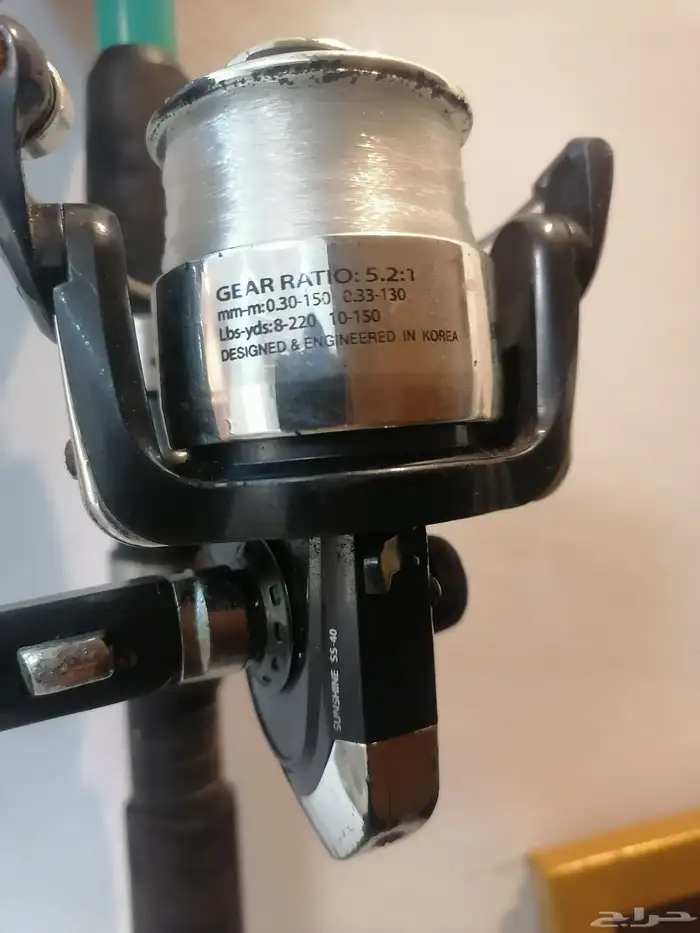 GEAR RATIO: 5.2:1
mm-m:0.30-150 0.33-130
Lbs-yds:8-220 10-150
DESIGNED & ENGINEERED IN KOREA
SUNSHINE SS-40
حراج